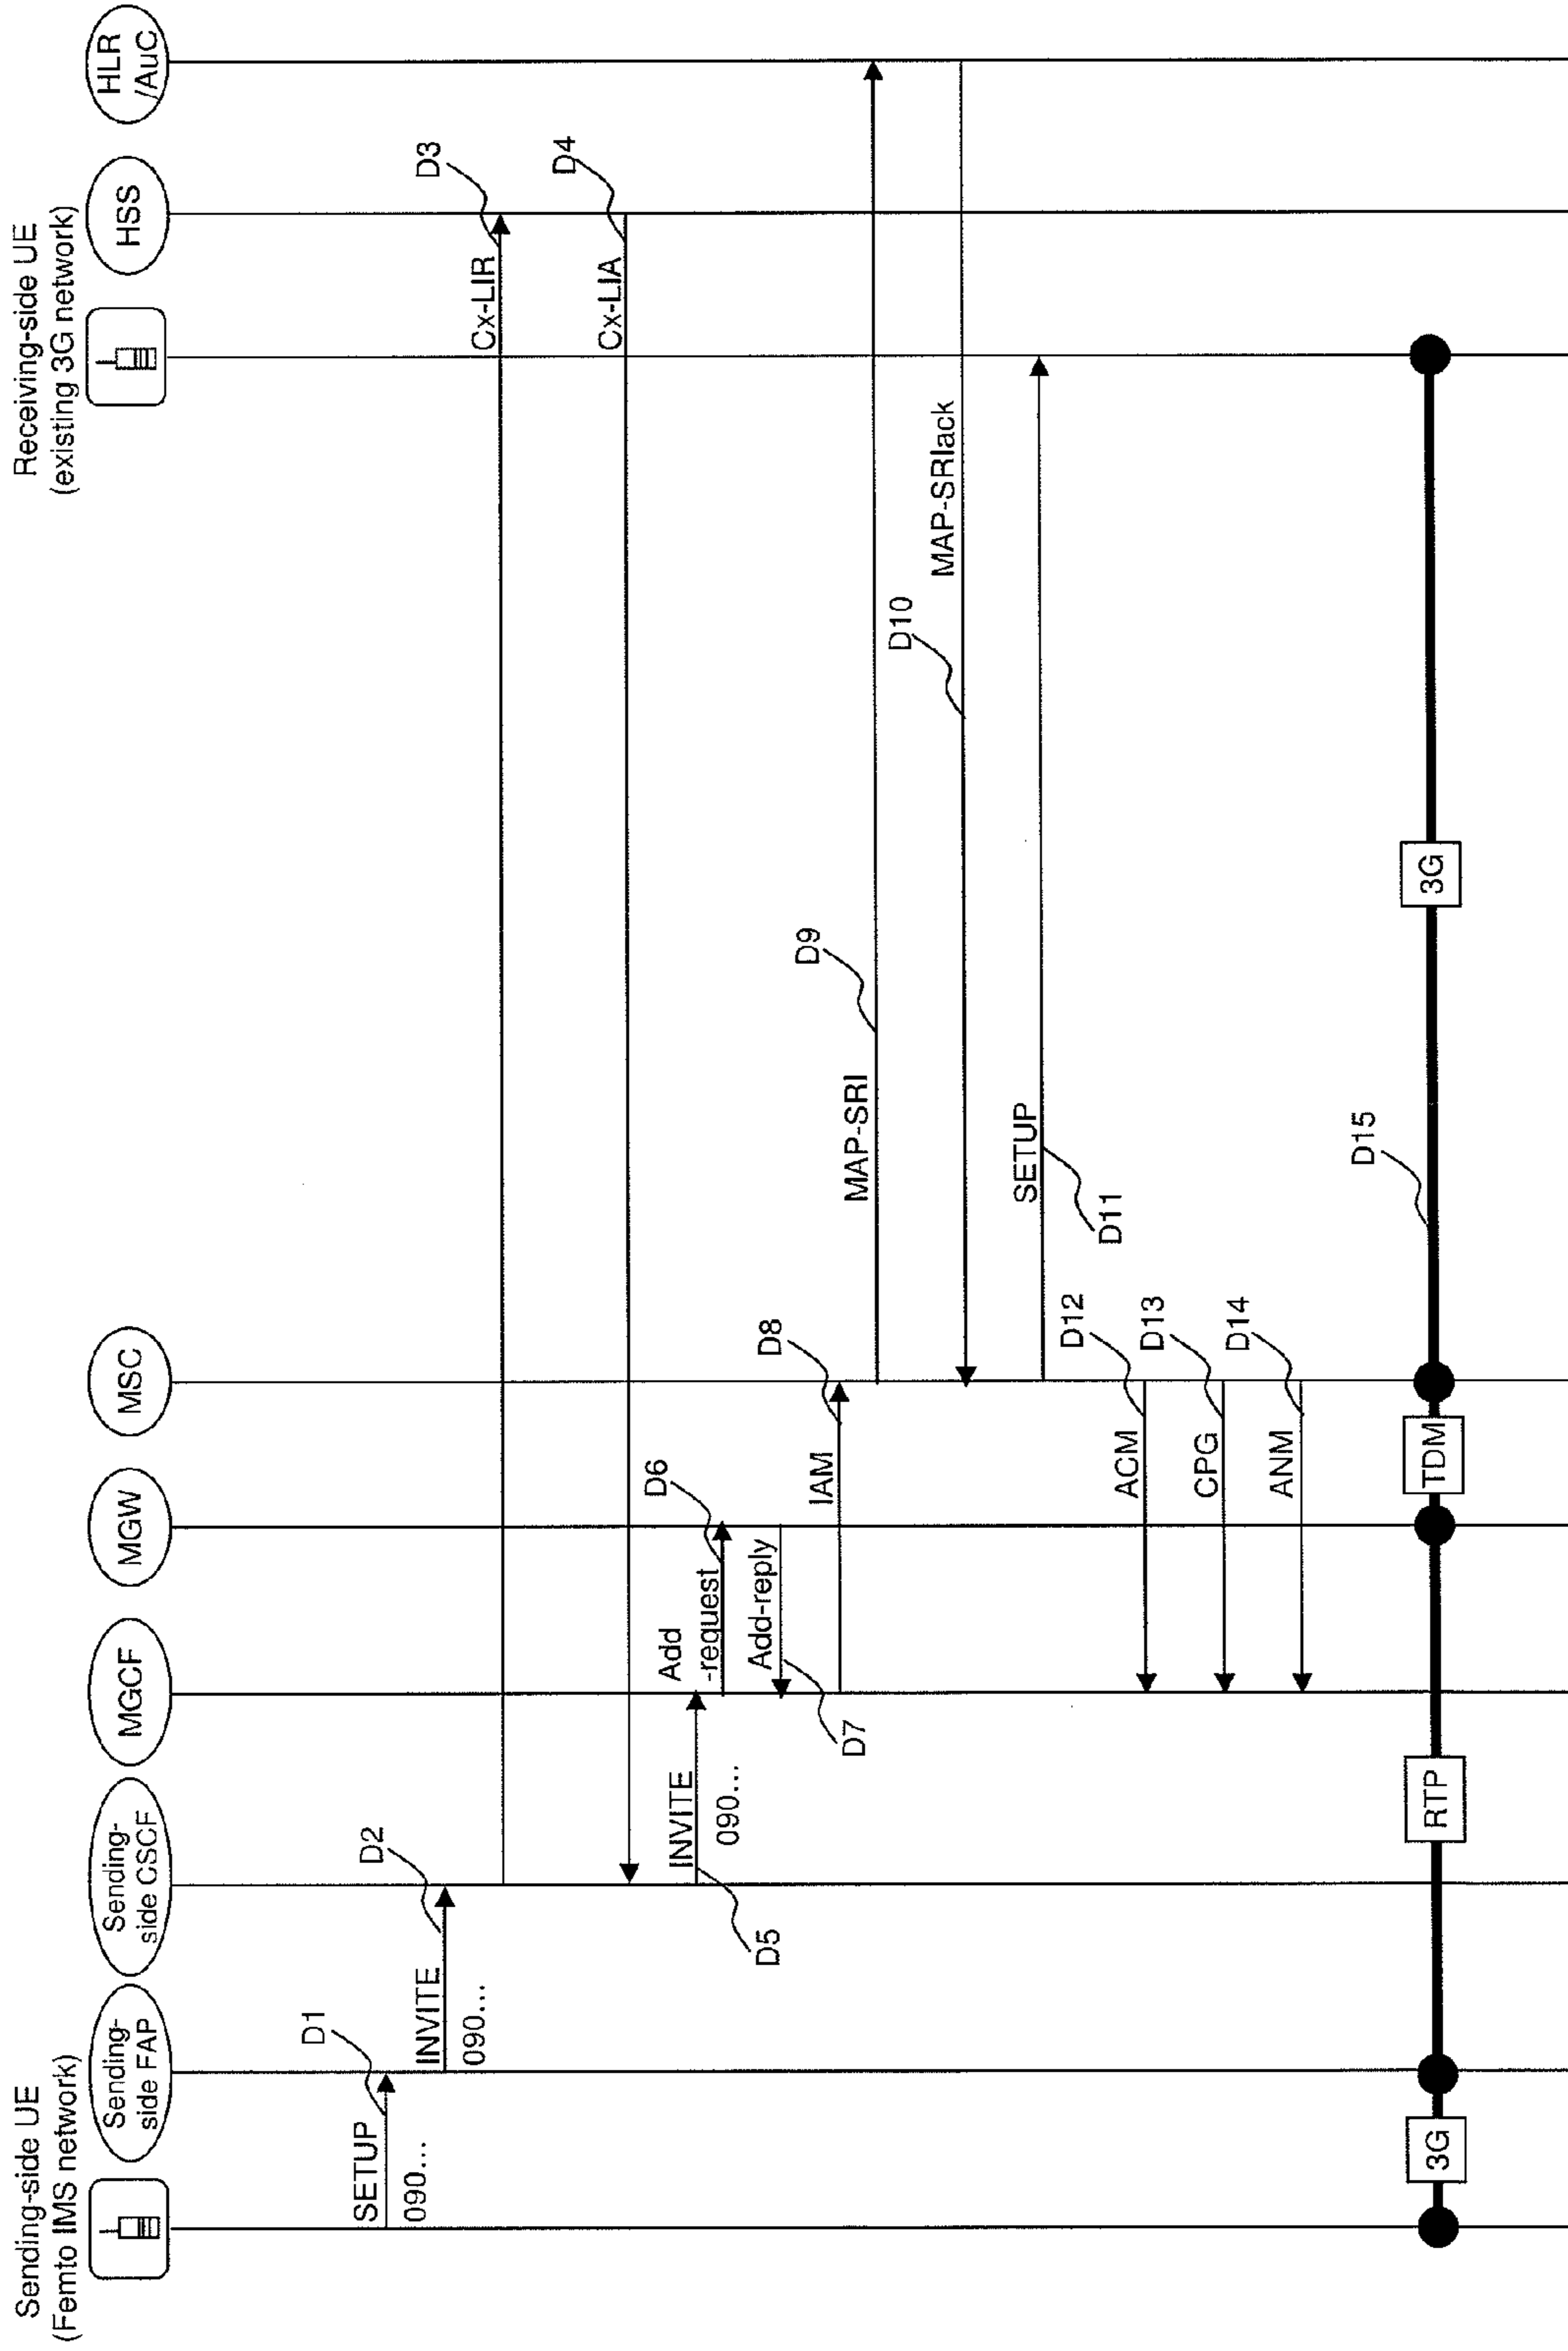 Sending-side UE
(Femto IMS network)
Sending-
side FAP
Sending-
side CSCF
MGCF
MGW
MSC
Receiving-side UE
(existing 3G network)
HSS
HLR
/AuC
D1
SETUP
090...
D2
INVITE
090...
Cx-LIR
D3
Cx-LIA
D4
INVITE
090...
D5
Add
-request
D6
Add-reply
D7
IAM
D8
MAP-SRI
D9
D10
MAP-SRIack
SETUP
D11
ACM
D12
CPG
D13
ANM
D14
D15
3G
RTP
TDM
3G